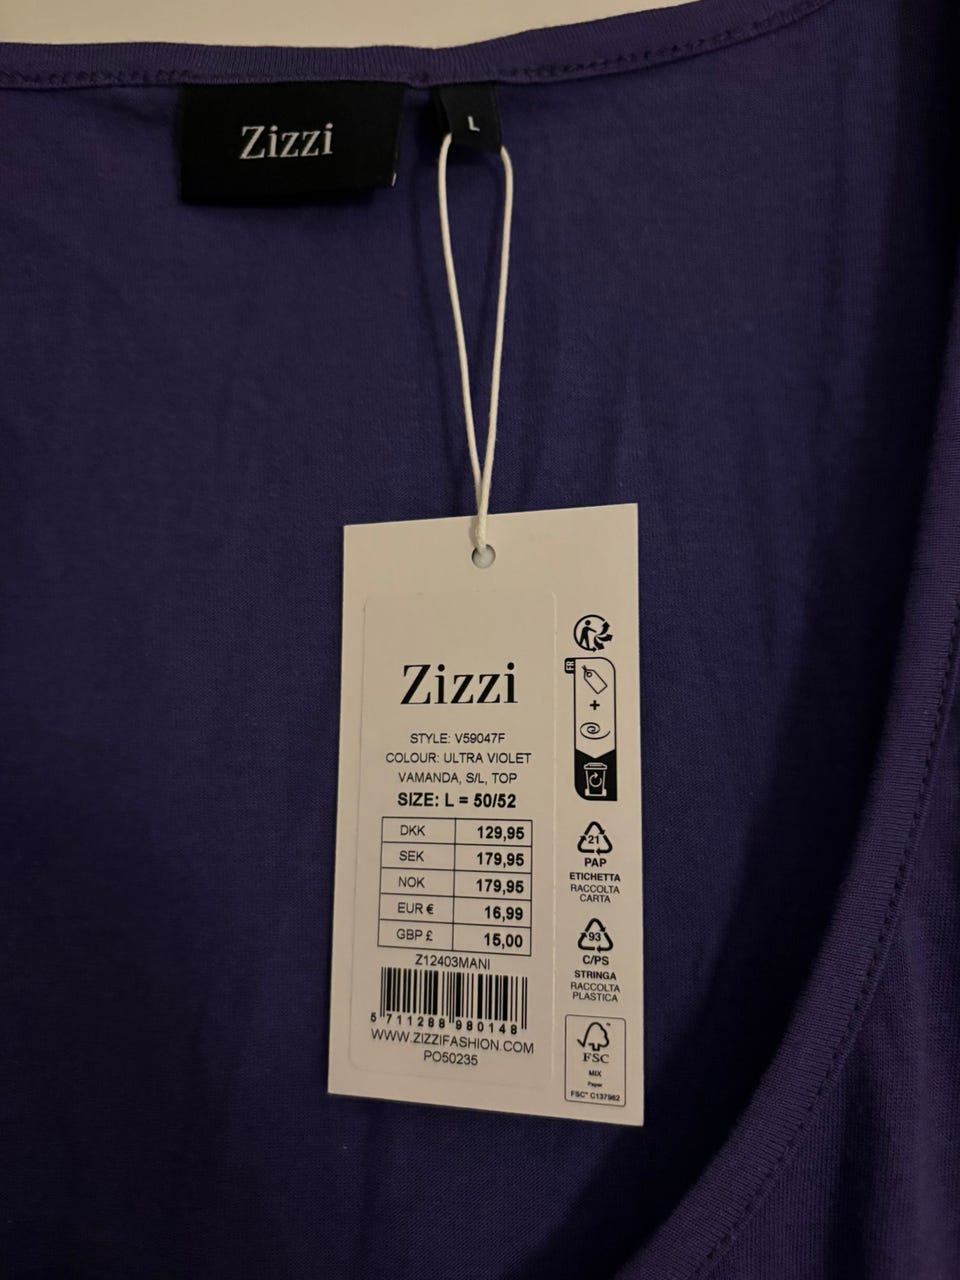 Zizzi
L
Zizzi
STYLE: V59047F
COLOUR: ULTRA VIOLET
VAMANDA, S/L, TOP
SIZE: L = 50/52
DKK 129,95
SEK 179,95
NOK 179,95
EUR € 16,99
GBP £ 15,00
Z12403MANI
5 711288 980148
WWW.ZIZZIFASHION.COM
PO50235
FR
+
21
PAP
ETICHETTA
RACCOLTA
CARTA
93
C/PS
STRINGA
RACCOLTA
PLASTICA
FSC
MIX
Paper
FSC® C137982